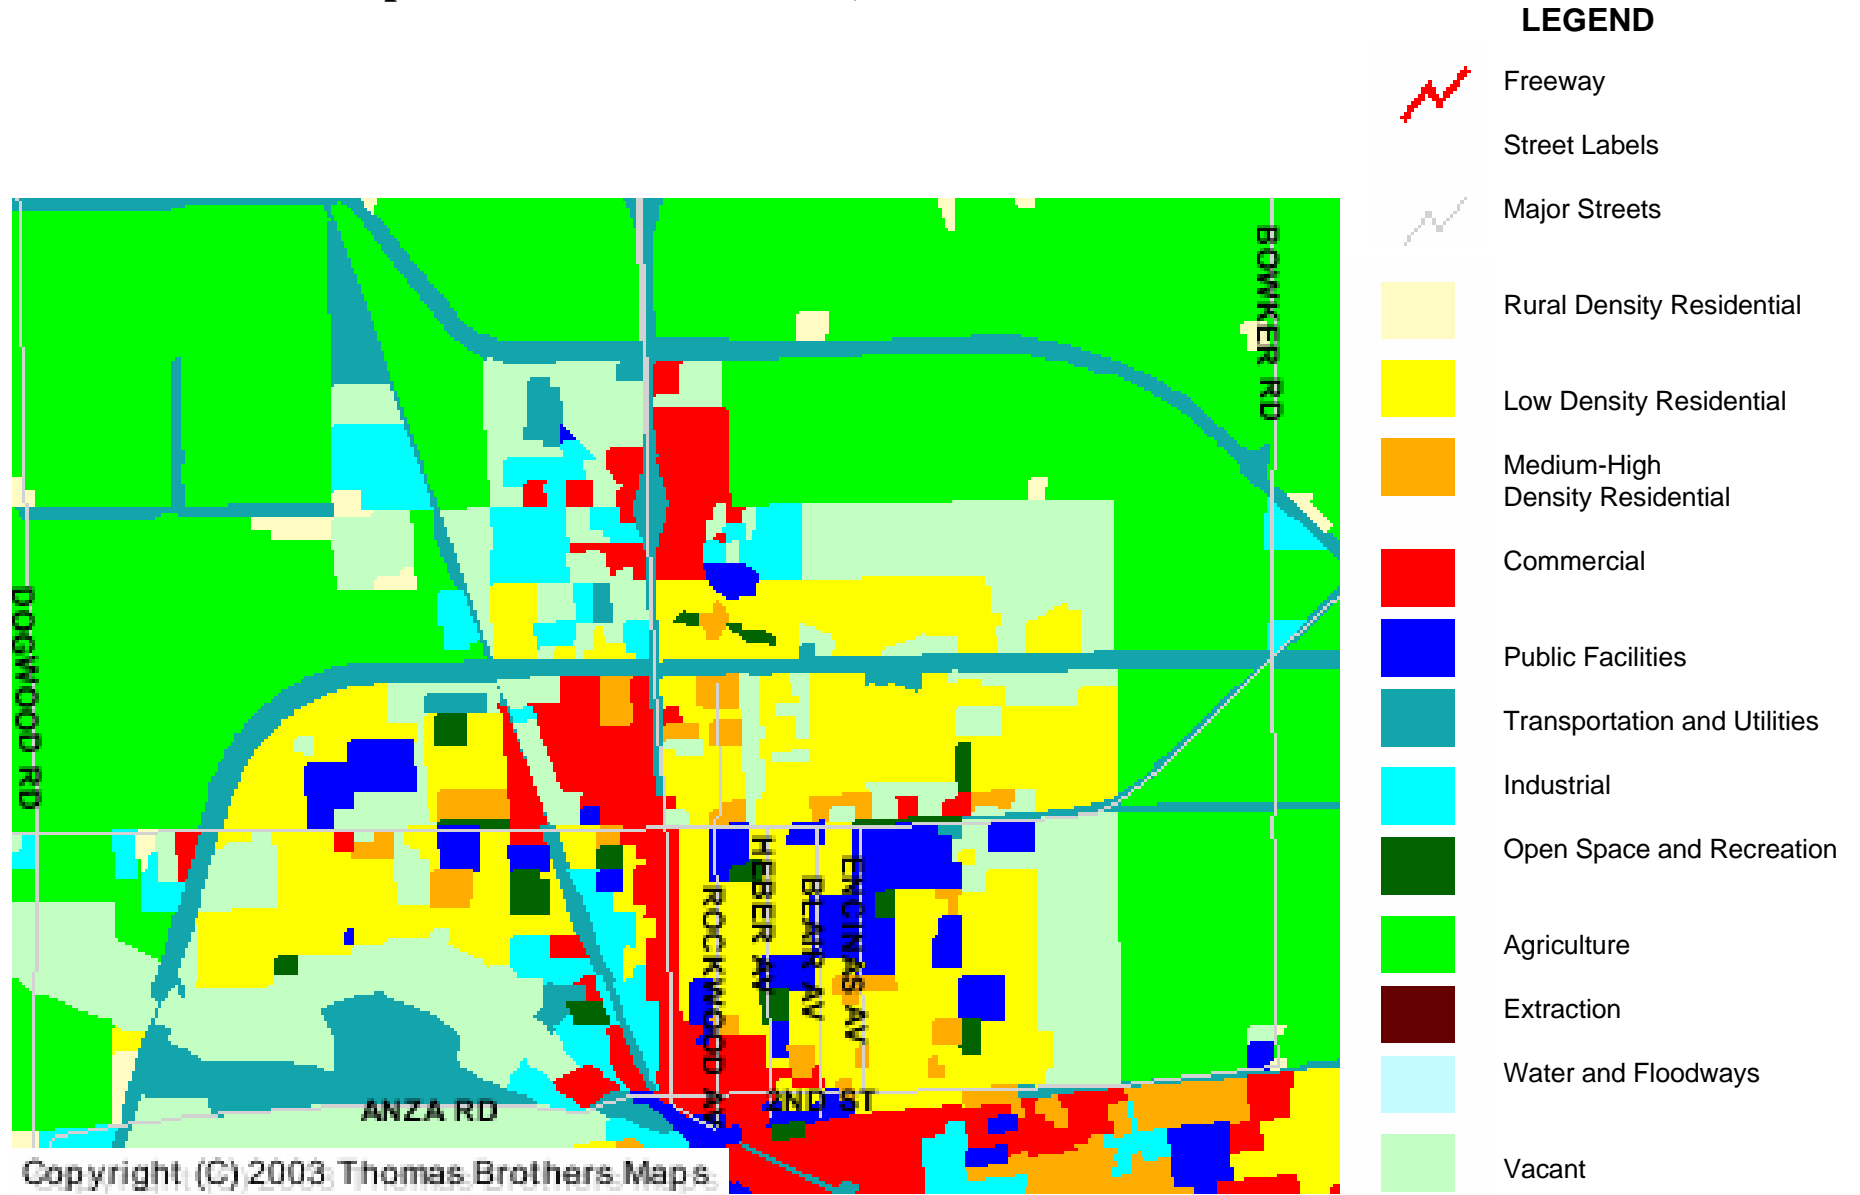 LEGEND
Freeway
Street Labels
Major Streets
Rural Density Residential
Low Density Residential
Medium-High
Density Residential
Commercial
Public Facilities
Transportation and Utilities
Industrial
Open Space and Recreation
Agriculture
Extraction
Water and Floodways
Vacant
BOWKER RD
DOGWOOD RD
HEBER AV
BLAIR AV
ENCINAS AV
ROCKWOOD AV
2ND ST
ANZA RD
Copyright (C) 2003 Thomas Brothers Maps